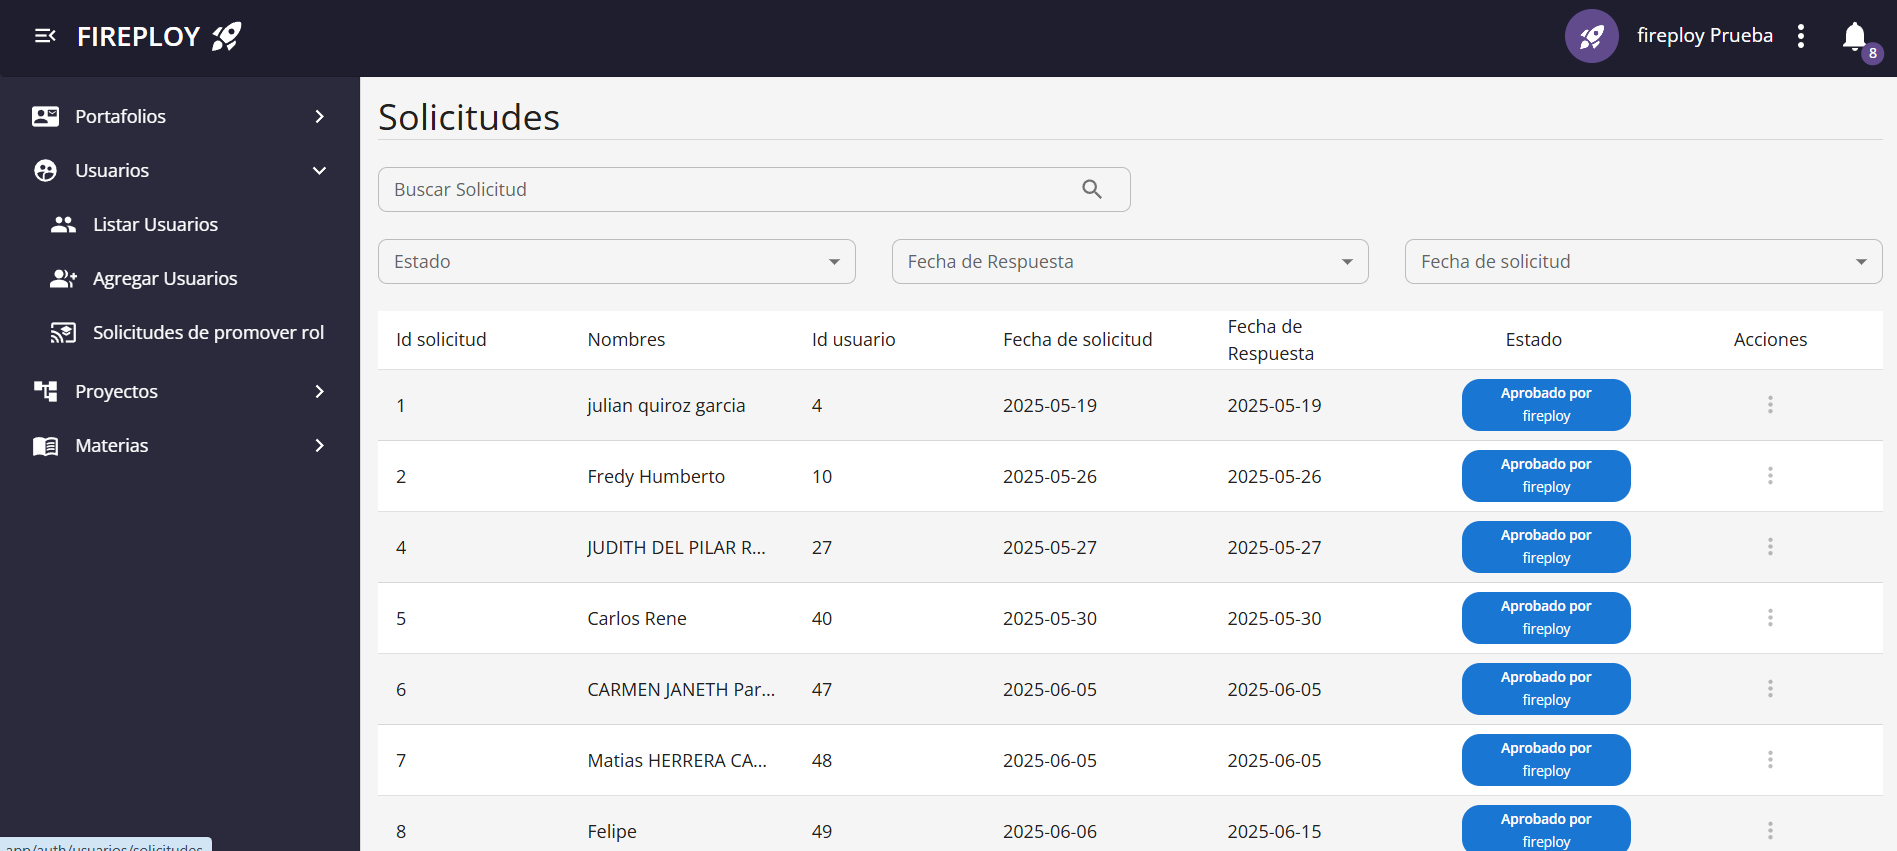 FIREPLOY
fireploy Prueba
8
Portafolios
Usuarios
Listar Usuarios
Agregar Usuarios
Solicitudes de promover rol
Proyectos
Materias
Solicitudes
Buscar Solicitud
Estado
Fecha de Respuesta
Fecha de solicitud
Id solicitud Nombres Id usuario Fecha de solicitud Fecha de Respuesta Estado Acciones
1 julian quiroz garcia 4 2025-05-19 2025-05-19 Aprobado por fireploy
2 Fredy Humberto 10 2025-05-26 2025-05-26 Aprobado por fireploy
4 JUDITH DEL PILAR R... 27 2025-05-27 2025-05-27 Aprobado por fireploy
5 Carlos Rene 40 2025-05-30 2025-05-30 Aprobado por fireploy
6 CARMEN JANETH Par... 47 2025-06-05 2025-06-05 Aprobado por fireploy
7 Matias HERRERA CA... 48 2025-06-05 2025-06-05 Aprobado por fireploy
8 Felipe 49 2025-06-06 2025-06-15 Aprobado por fireploy
app/auth/usuarios/solicitudes